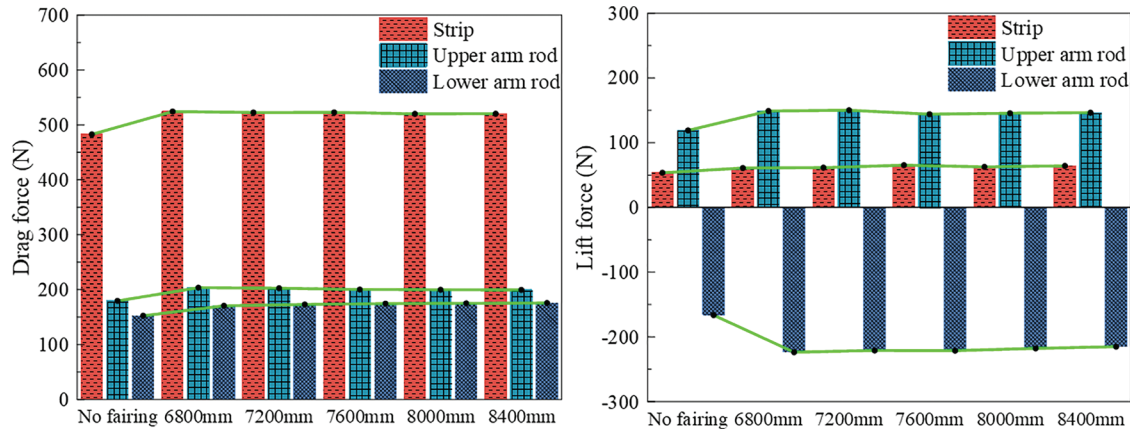 700
600
500
400
300
200
100
0
Drag force (N)
Strip
Upper arm rod
Lower arm rod
No fairing 6800mm 7200mm 7600mm 8000mm 8400mm
300
200
100
0
-100
-200
-300
Lift force (N)
Strip
Upper arm rod
Lower arm rod
No fairing 6800mm 7200mm 7600mm 8000mm 8400mm